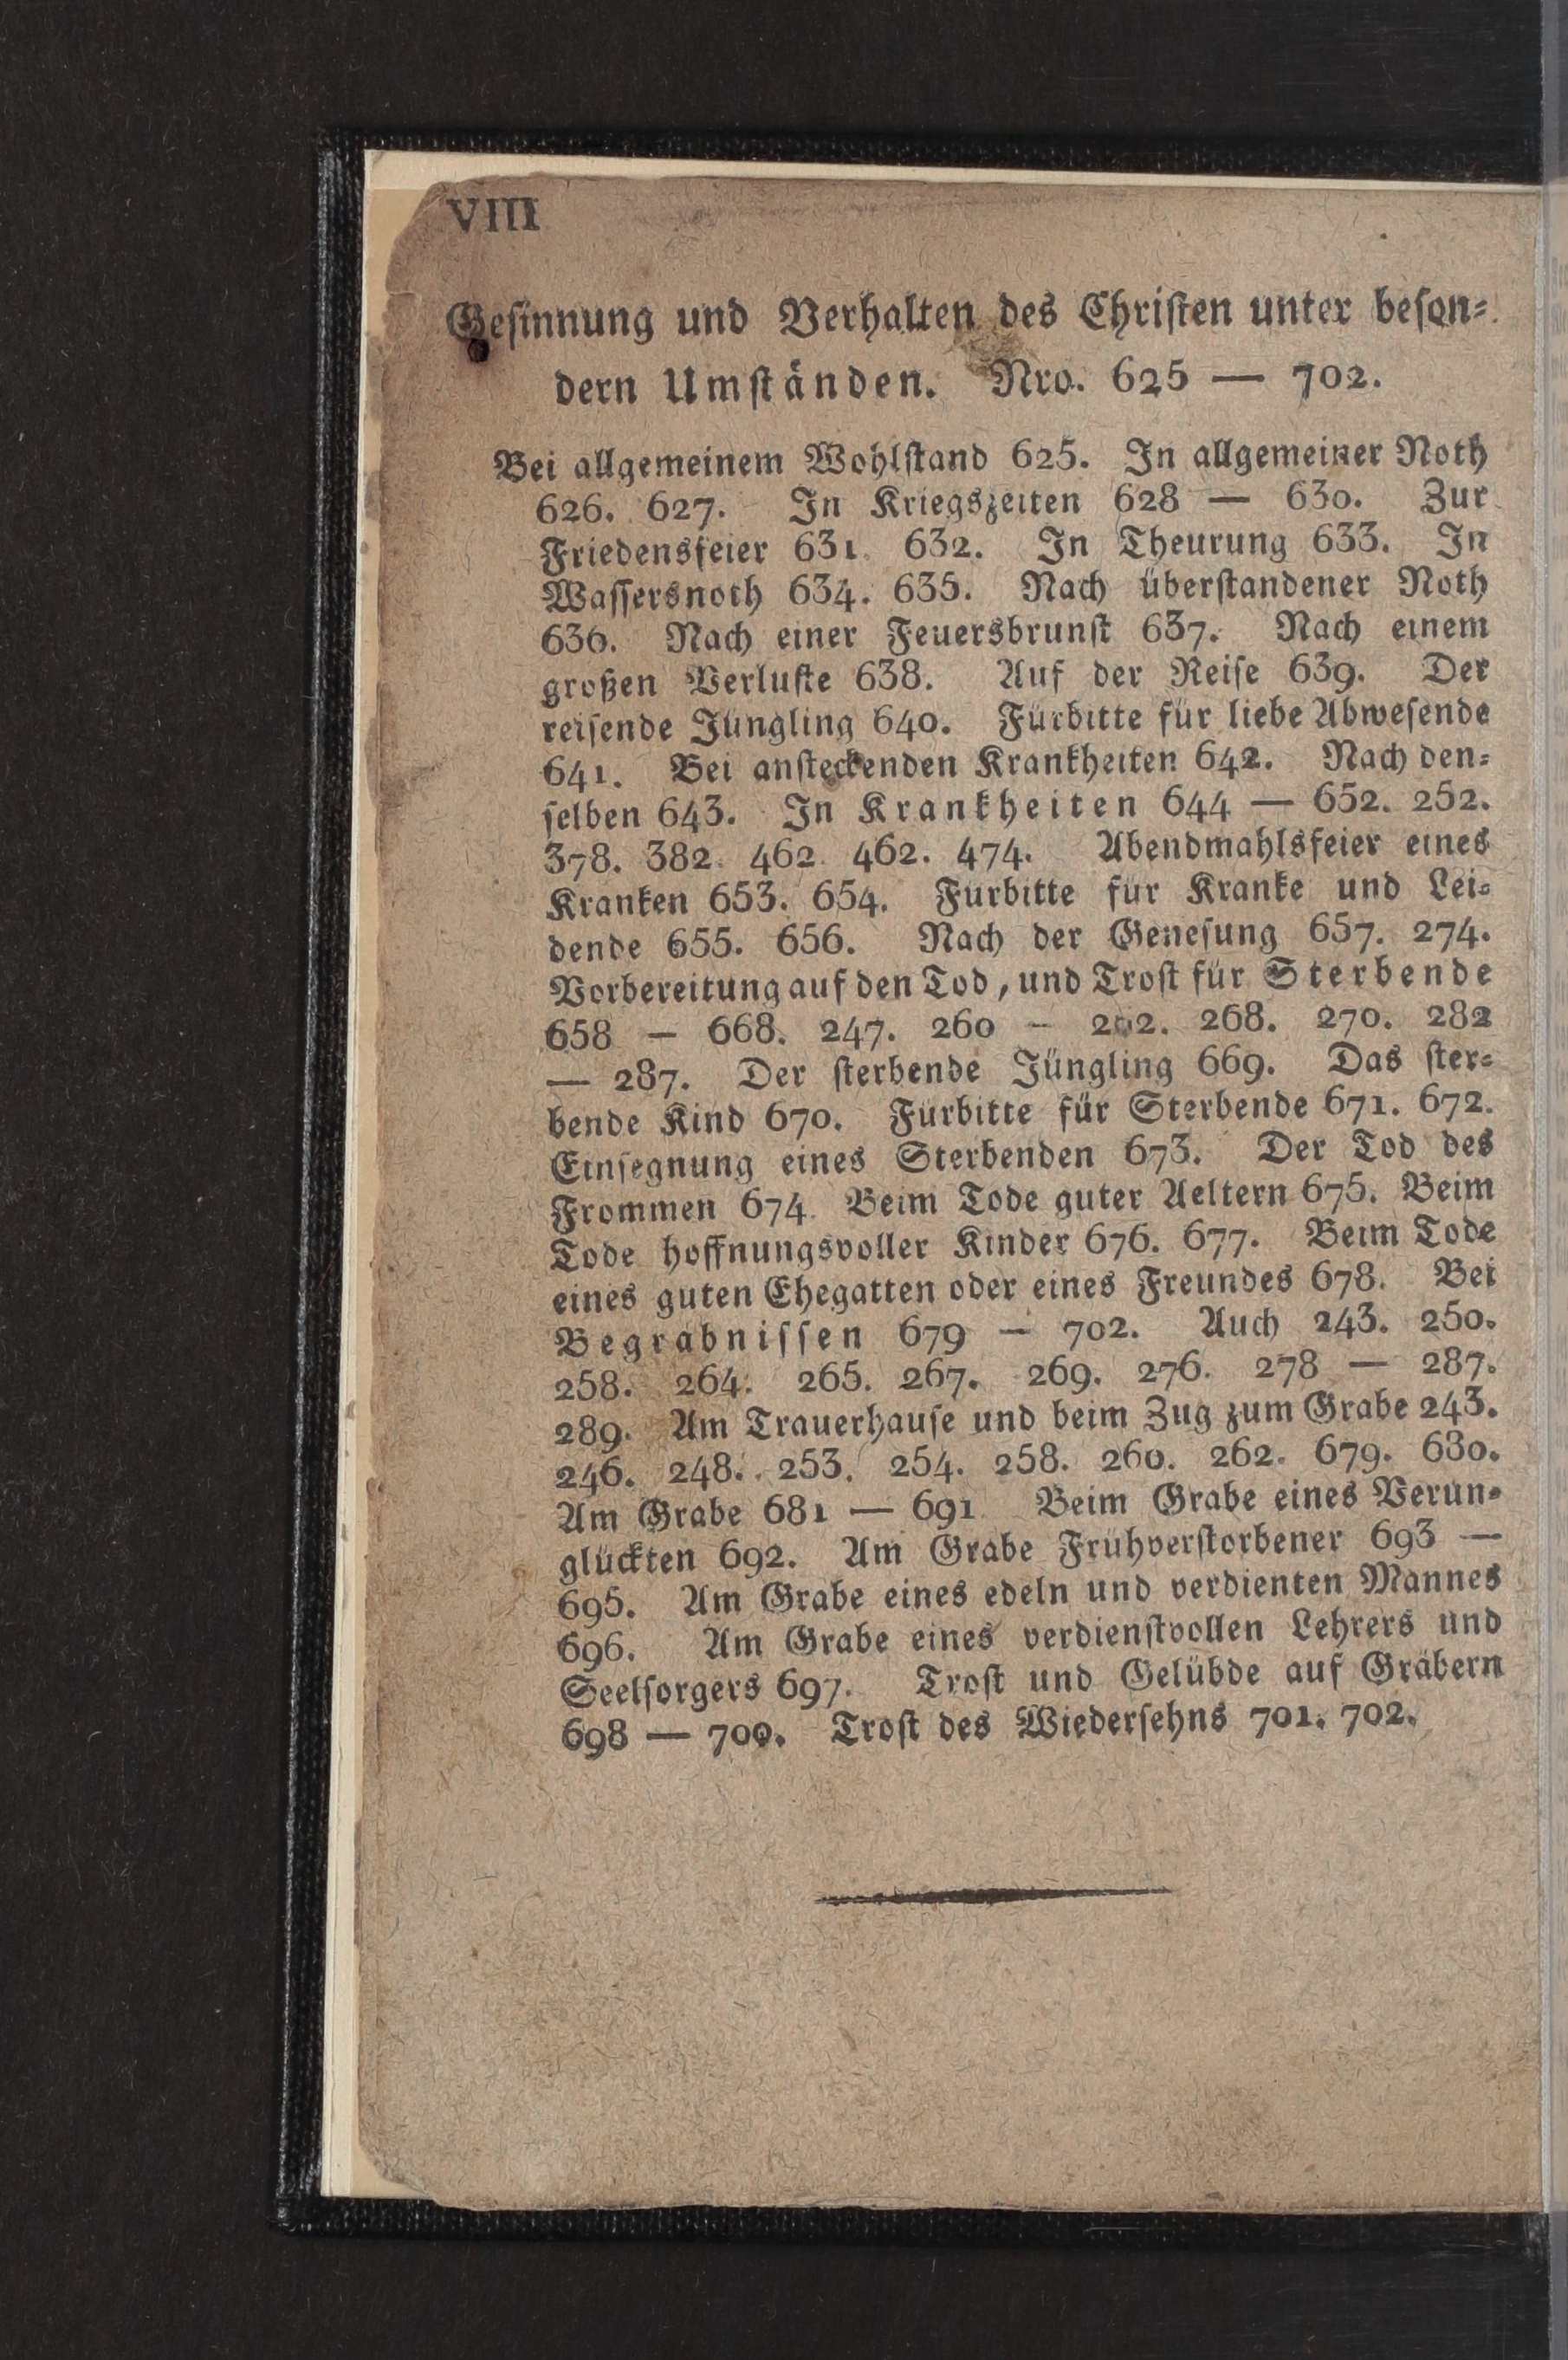 VIII
Gesinnung und Verhalten des Christen unter beson-
dern Umständen. Nro. 625 — 702.
Bei allgemeinem Wohlstand 625. In allgemeiner Noth
626. 627. In Kriegszeiten 628 — 630. Zur
Friedensfeier 631. 632. In Theurung 633. In
Wassersnoth 634. 635. Nach überstandener Noth
636. Nach einer Feuersbrunst 637. Nach einem
großen Verluste 638. Auf der Reise 639. Der
reisende Jüngling 640. Fürbitte für liebe Abwesende
641. Bei ansteckenden Krankheiten 642. Nach den-
selben 643. In Krankheiten 644 — 652. 252.
378. 382. 462. 462. 474. Abendmahlsfeier eines
Kranken 653. 654. Fürbitte für Kranke und Lei-
dende 655. 656. Nach der Genesung 657. 274.
Vorbereitung auf den Tod, und Trost für Sterbende
658 — 668. 247. 260 — 262. 268. 270. 282
— 287. Der sterbende Jüngling 669. Das ster-
bende Kind 670. Fürbitte für Sterbende 671. 672.
Einsegnung eines Sterbenden 673. Der Tod des
Frommen 674. Beim Tode guter Aeltern 675. Beim
Tode hoffnungsvoller Kinder 676. 677. Beim Tode
eines guten Ehegatten oder eines Freundes 678. Bei
Begräbnissen 679 — 702. Auch 243. 250.
258. 264. 265. 267. 269. 276. 278 — 287.
289. Am Trauerhause und beim Zug zum Grabe 243.
246. 248. 253. 254. 258. 260. 262. 679. 680.
Am Grabe 681 — 691. Beim Grabe eines Verun-
glückten 692. Am Grabe Frühverstorbener 693 —
695. Am Grabe eines edeln und verdienten Mannes
696. Am Grabe eines verdienstvollen Lehrers und
Seelsorgers 697. Trost und Gelübde auf Gräbern
698 — 700. Trost des Wiedersehns 701. 702.